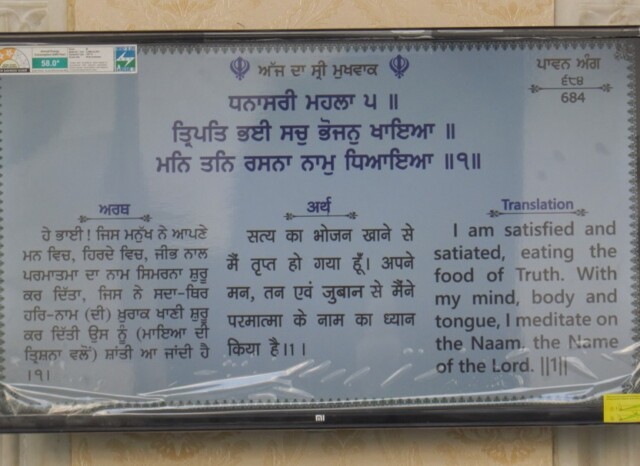 ਅੱਜ ਦਾ ਸ੍ਰੀ ਮੁਖਵਾਕ
ਪਾਵਨ ਅੰਗ
੬੮੪
684
ਧਨਾਸਰੀ ਮਹਲਾ ੫ ॥
ਤ੍ਰਿਪਤਿ ਭਈ ਸਚੁ ਭੋਜਨੁ ਖਾਇਆ ॥
ਮਨਿ ਤਨਿ ਰਸਨਾ ਨਾਮੁ ਧਿਆਇਆ ॥੧॥
ਅਰਥ
ਹੇ ਭਾਈ ! ਜਿਸ ਮਨੁੱਖ ਨੇ ਆਪਣੇ
ਮਨ ਵਿਚ, ਹਿਰਦੇ ਵਿਚ, ਜੀਭ ਨਾਲ
ਪਰਮਾਤਮਾ ਦਾ ਨਾਮ ਸਿਮਰਨਾ ਸ਼ੁਰੂ
ਕਰ ਦਿੱਤਾ, ਜਿਸ ਨੇ ਸਦਾ-ਥਿਰ
ਹਰਿ-ਨਾਮ (ਦੀ) ਖ਼ੁਰਾਕ ਖਾਣੀ ਸ਼ੁਰੂ
ਕਰ ਦਿੱਤੀ ਉਸ ਨੂੰ (ਮਾਇਆ ਦੀ
ਤ੍ਰਿਸ਼ਨਾ ਵਲੋਂ) ਸ਼ਾਂਤੀ ਆ ਜਾਂਦੀ ਹੈ
।੧।
अर्थ
सत्य का भोजन खाने से
मैं तृप्त हो गया हूँ। अपने
मन, तन एवं जुबान से मैंने
परमात्मा के नाम का ध्यान
किया है।1।
Translation
I am satisfied and
satiated, eating the
food of Truth. With
my mind, body and
tongue, I meditate on
the Naam, the Name
of the Lord. ||1||
58.0"
mi